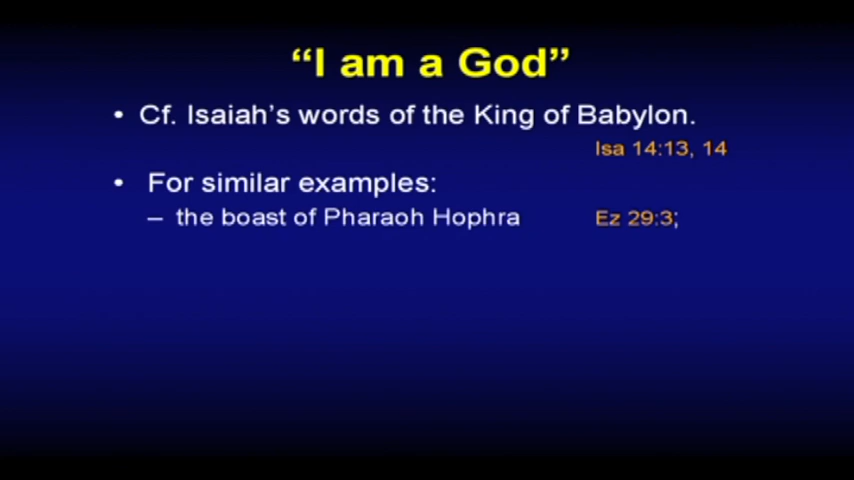 “I am a God”
• Cf. Isaiah’s words of the King of Babylon.
Isa 14:13, 14
• For similar examples:
– the boast of Pharaoh Hophra Ez 29:3;